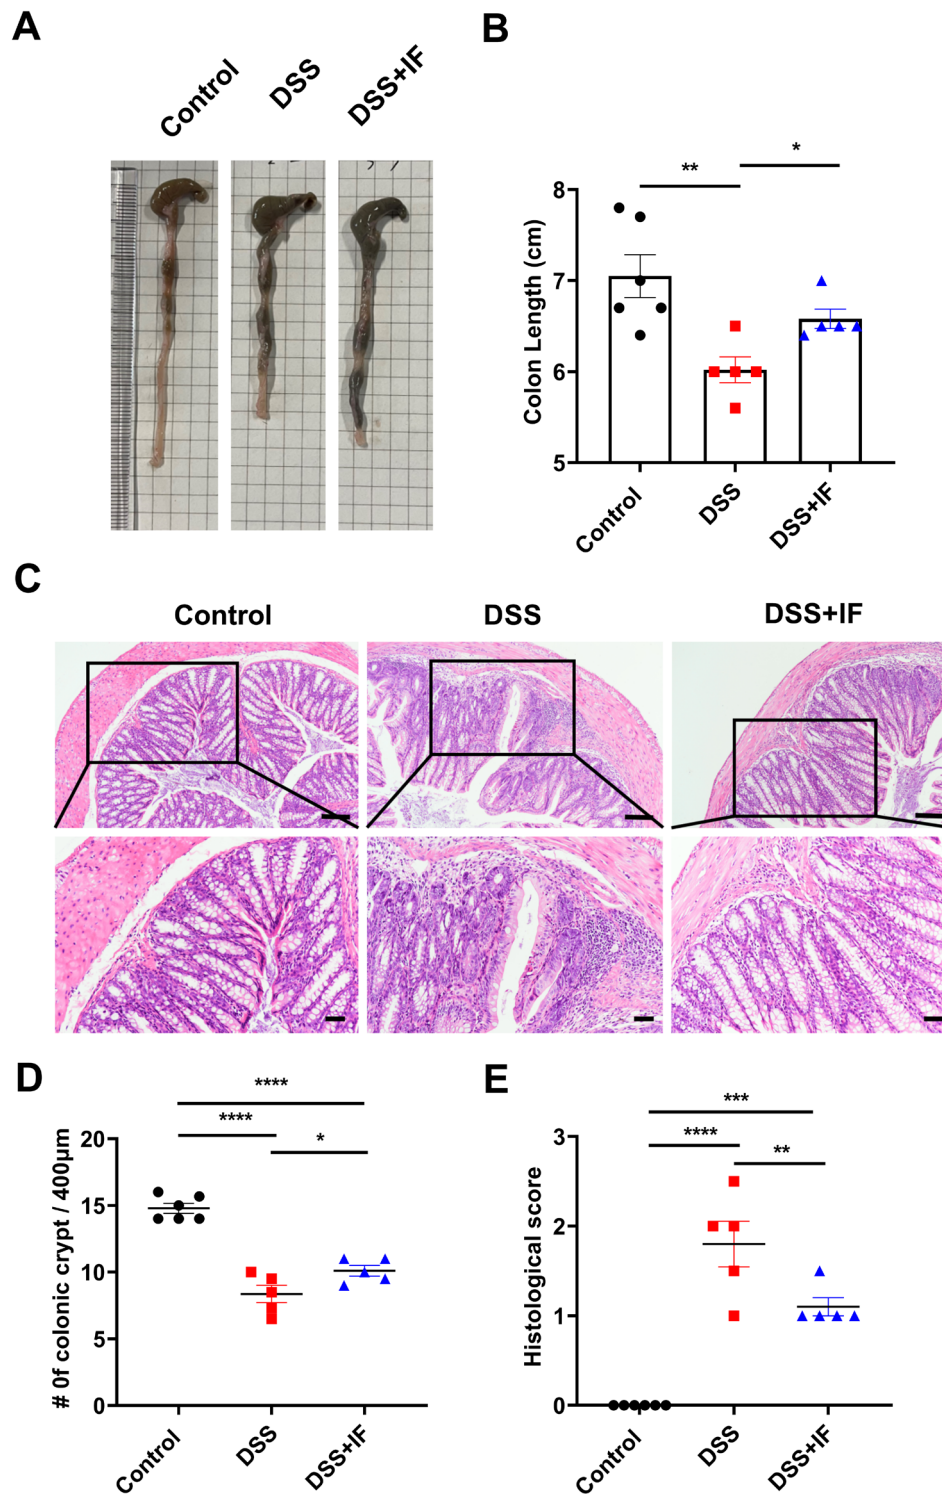 A
Control
DSS
DSS+IF
B
**
*
Colon Length (cm)
8
7
6
5
Control
DSS
DSS+IF
C
Control
DSS
DSS+IF
D
****
****
*
# 0f colonic crypt / 400μm
20
15
10
5
0
Control
DSS
DSS+IF
E
***
****
**
Histological score
3
2
1
0
Control
DSS
DSS+IF